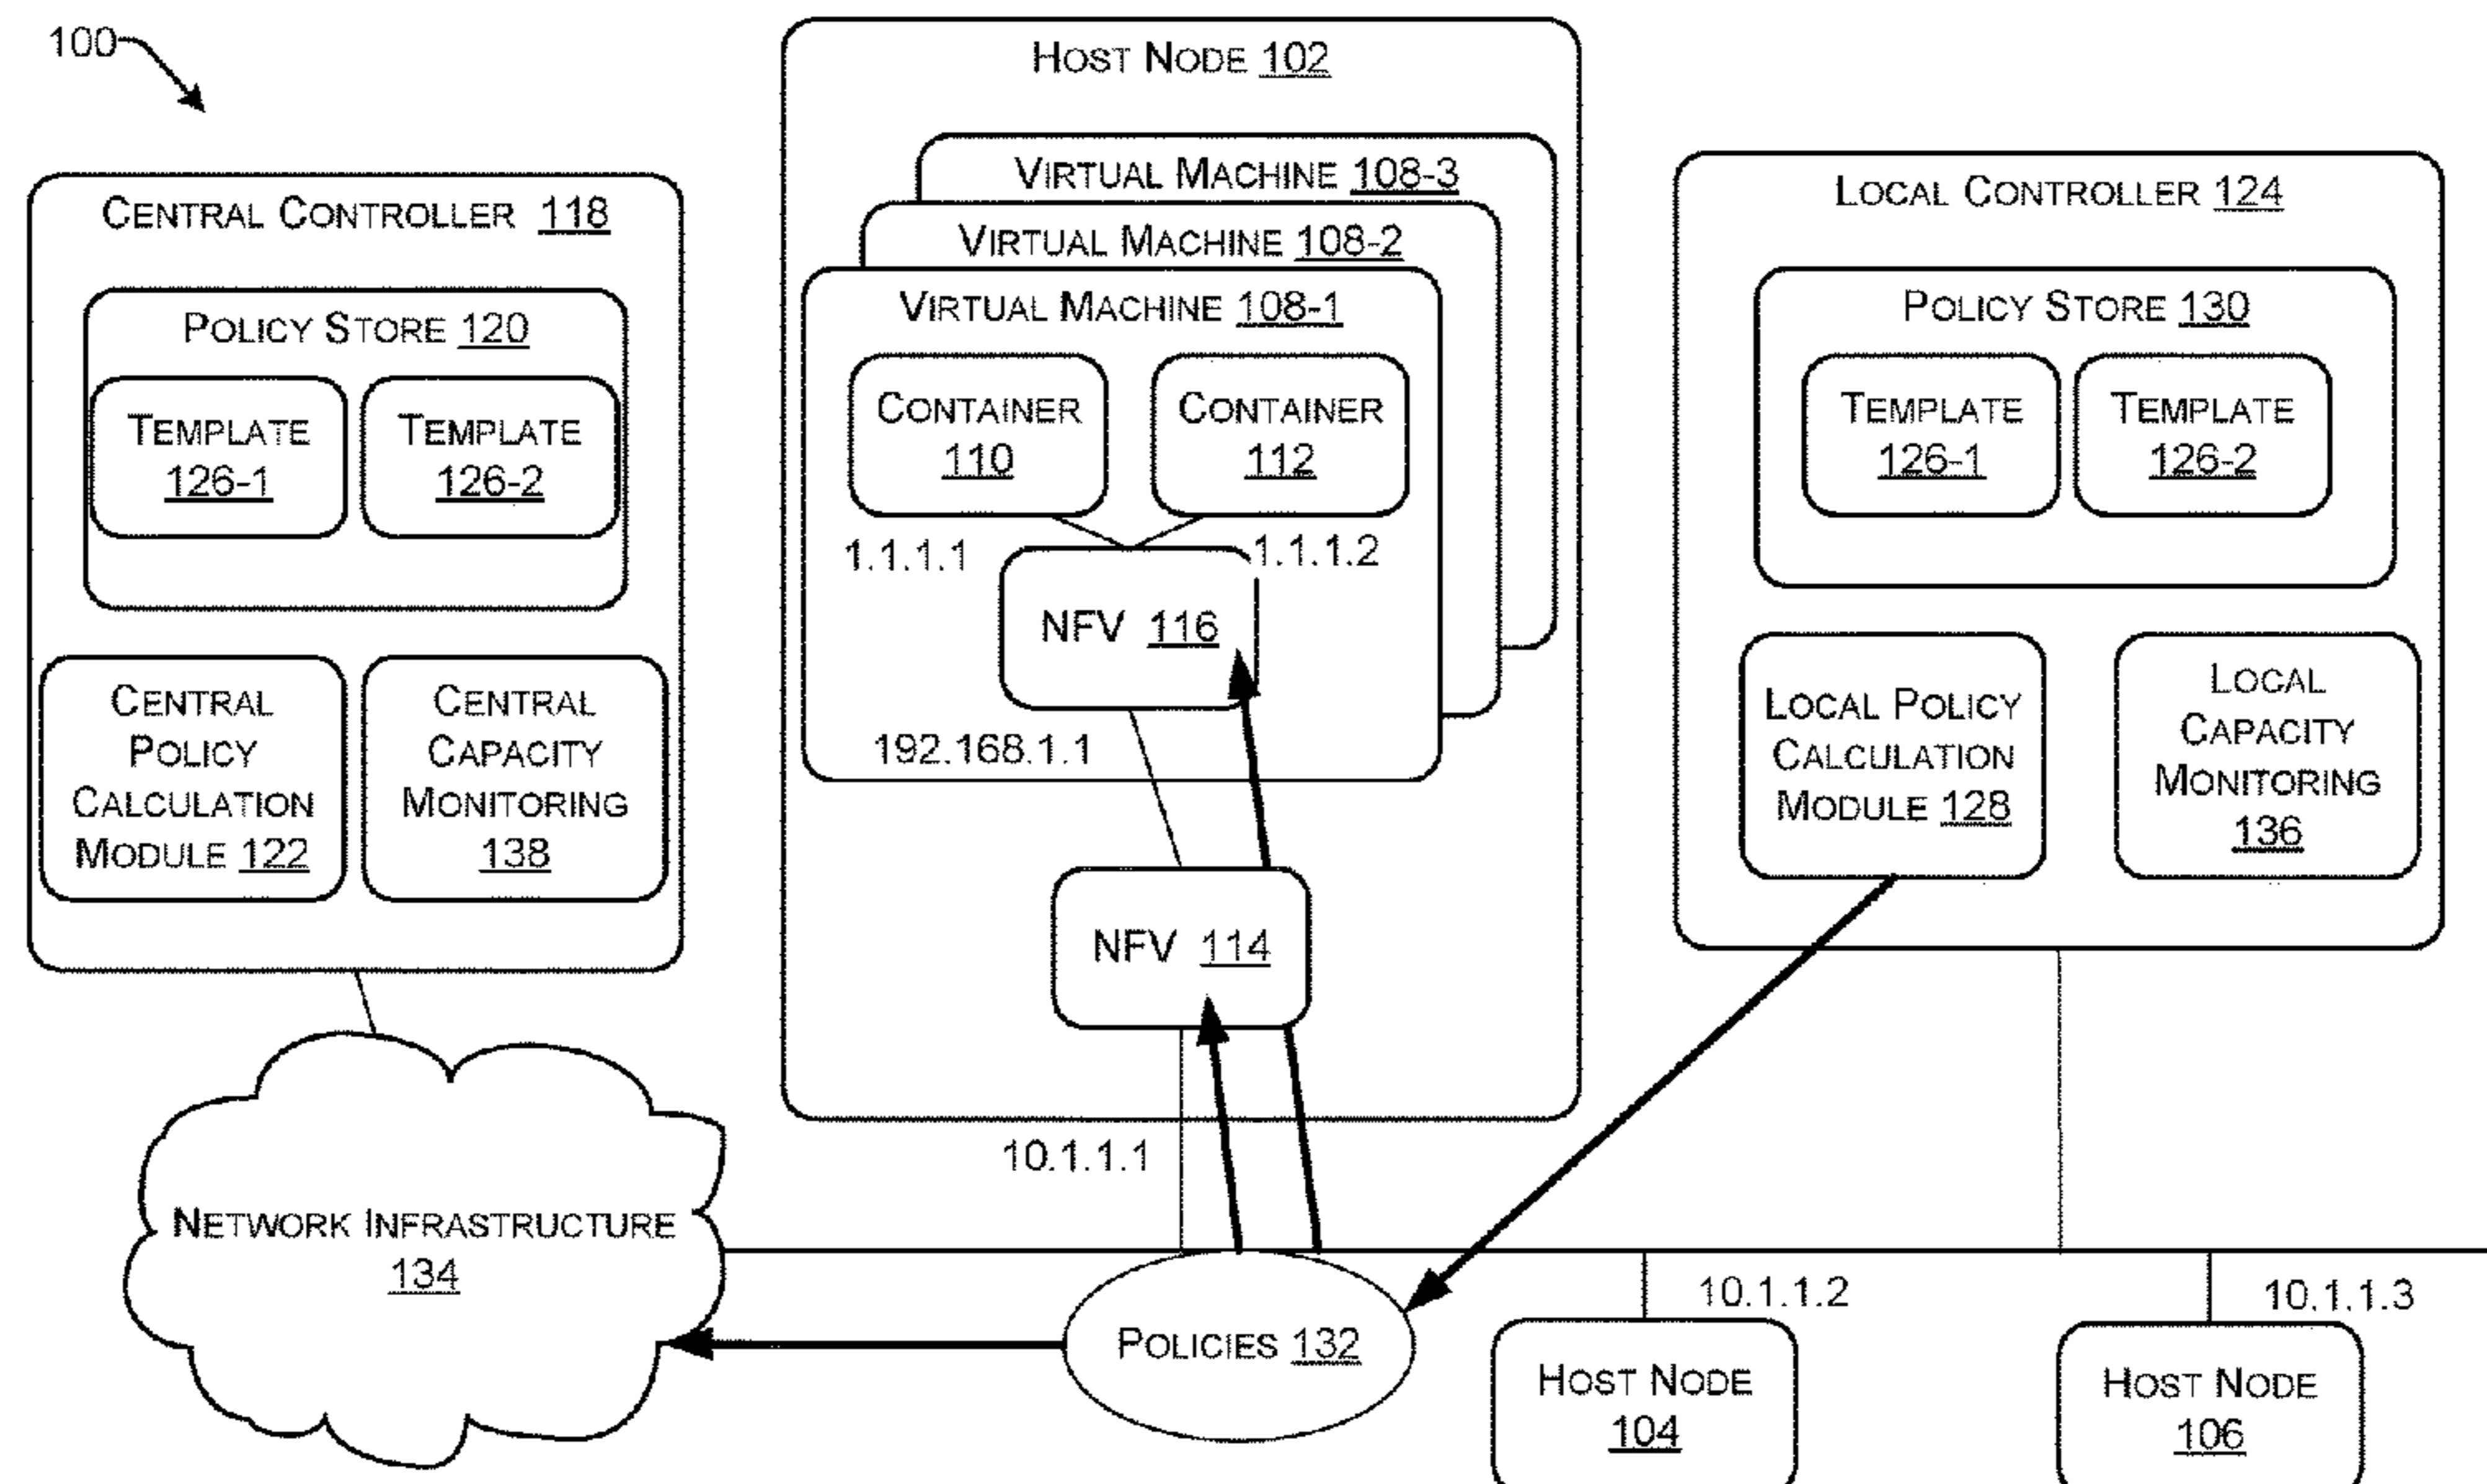 100
HOST NODE 102
VIRTUAL MACHINE 108-3
VIRTUAL MACHINE 108-2
VIRTUAL MACHINE 108-1
CONTAINER
110
CONTAINER
112
1.1.1.1
1.1.1.2
NFV 116
192.168.1.1
NFV 114
10.1.1.1
CENTRAL CONTROLLER 118
POLICY STORE 120
TEMPLATE
126-1
TEMPLATE
126-2
CENTRAL
POLICY
CALCULATION
MODULE 122
CENTRAL
CAPACITY
MONITORING
138
LOCAL CONTROLLER 124
POLICY STORE 130
TEMPLATE
126-1
TEMPLATE
126-2
LOCAL POLICY
CALCULATION
MODULE 128
LOCAL
CAPACITY
MONITORING
136
NETWORK INFRASTRUCTURE
134
POLICIES 132
10.1.1.2
HOST NODE
104
10.1.1.3
HOST NODE
106